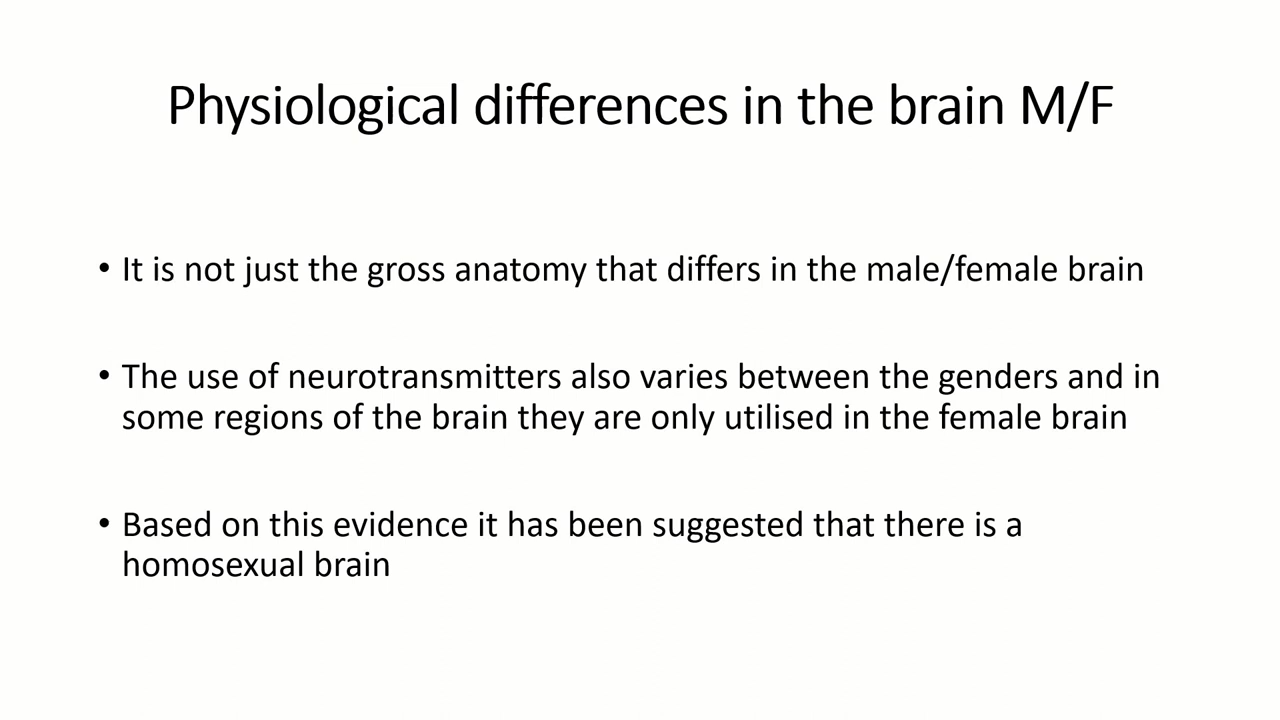 Physiological differences in the brain M/F
• It is not just the gross anatomy that differs in the male/female brain
• The use of neurotransmitters also varies between the genders and in
some regions of the brain they are only utilised in the female brain
• Based on this evidence it has been suggested that there is a
homosexual brain